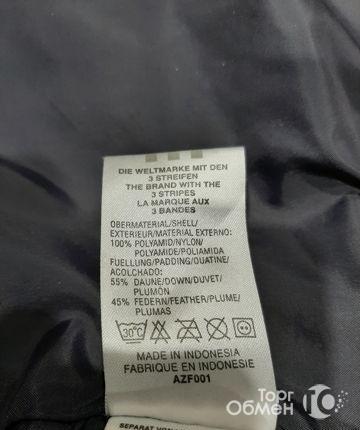 DIE WELTMARKE MIT DEN
3 STREIFEN
THE BRAND WITH THE
3 STRIPES
LA MARQUE AUX
3 BANDES
OBERMATERIAL/SHELL/
EXTERIEUR/MATERIAL EXTERNO:
100% POLYAMID/NYLON/
POLYAMIDE/POLIAMIDA
FUELLUNG/PADDING/OUATINE/
ACOLCHADO:
55% DAUNE/DOWN/DUVET/
PLUMÓN
45% FEDERN/FEATHER/PLUME/
PLUMAS
30°C
MADE IN INDONESIA
FABRIQUE EN INDONESIE
AZF001
SEPARAT
Торг
Обмен